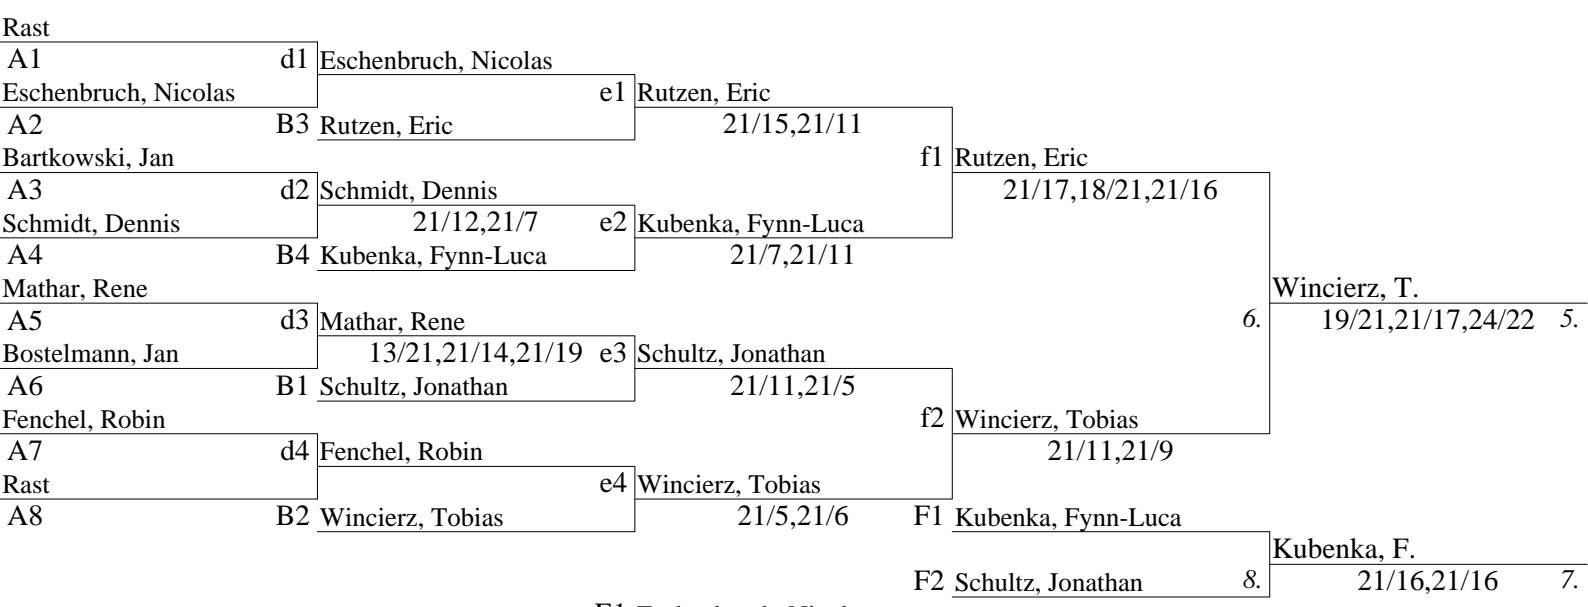 Rast
A1 d1 Eschenbruch, Nicolas
Eschenbruch, Nicolas e1 Rutzen, Eric
A2 B3 Rutzen, Eric 21/15,21/11
Bartkowski, Jan f1 Rutzen, Eric
A3 d2 Schmidt, Dennis 21/17,18/21,21/16
Schmidt, Dennis 21/12,21/7 e2 Kubenka, Fynn-Luca
A4 B4 Kubenka, Fynn-Luca 21/7,21/11
Mathar, Rene Wincierz, T.
A5 d3 Mathar, Rene 6. 19/21,21/17,24/22 5.
Bostelmann, Jan 13/21,21/14,21/19 e3 Schultz, Jonathan
A6 B1 Schultz, Jonathan 21/11,21/5
Fenchel, Robin f2 Wincierz, Tobias
A7 d4 Fenchel, Robin 21/11,21/9
Rast e4 Wincierz, Tobias
A8 B2 Wincierz, Tobias 21/5,21/6 F1 Kubenka, Fynn-Luca
Kubenka, F.
F2 Schultz, Jonathan 8. 21/16,21/16 7.